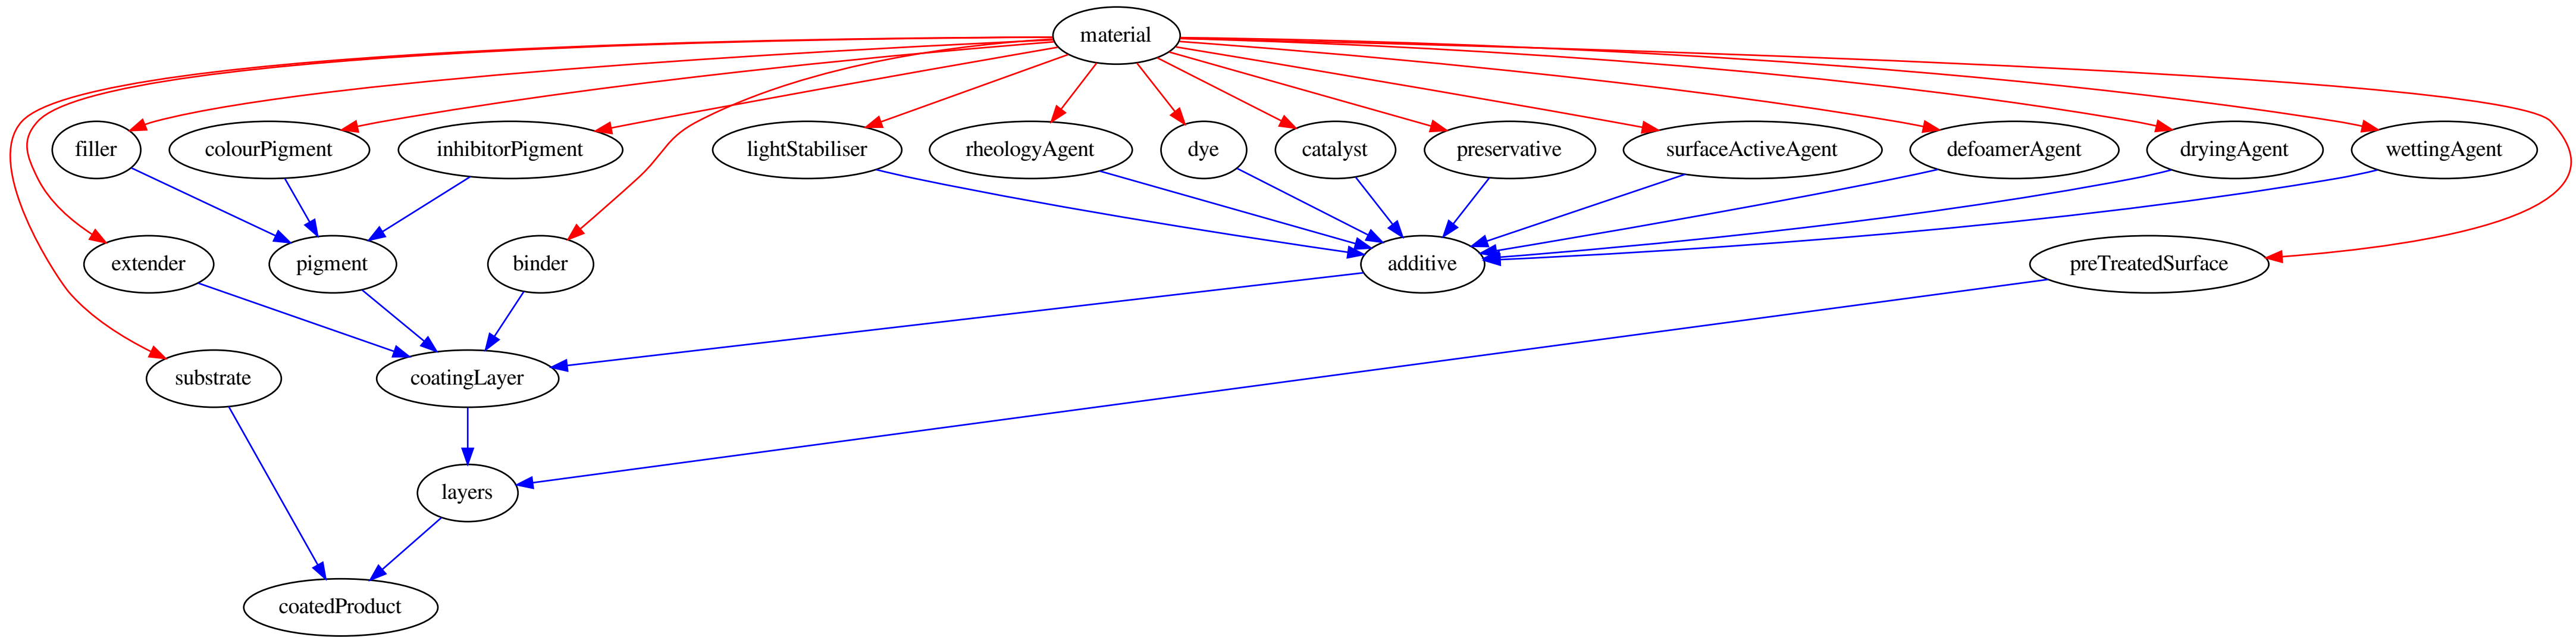 material
filler
colourPigment
inhibitorPigment
lightStabiliser
rheologyAgent
dye
catalyst
preservative
surfaceActiveAgent
defoamerAgent
dryingAgent
wettingAgent
extender
pigment
binder
additive
preTreatedSurface
substrate
coatingLayer
layers
coatedProduct